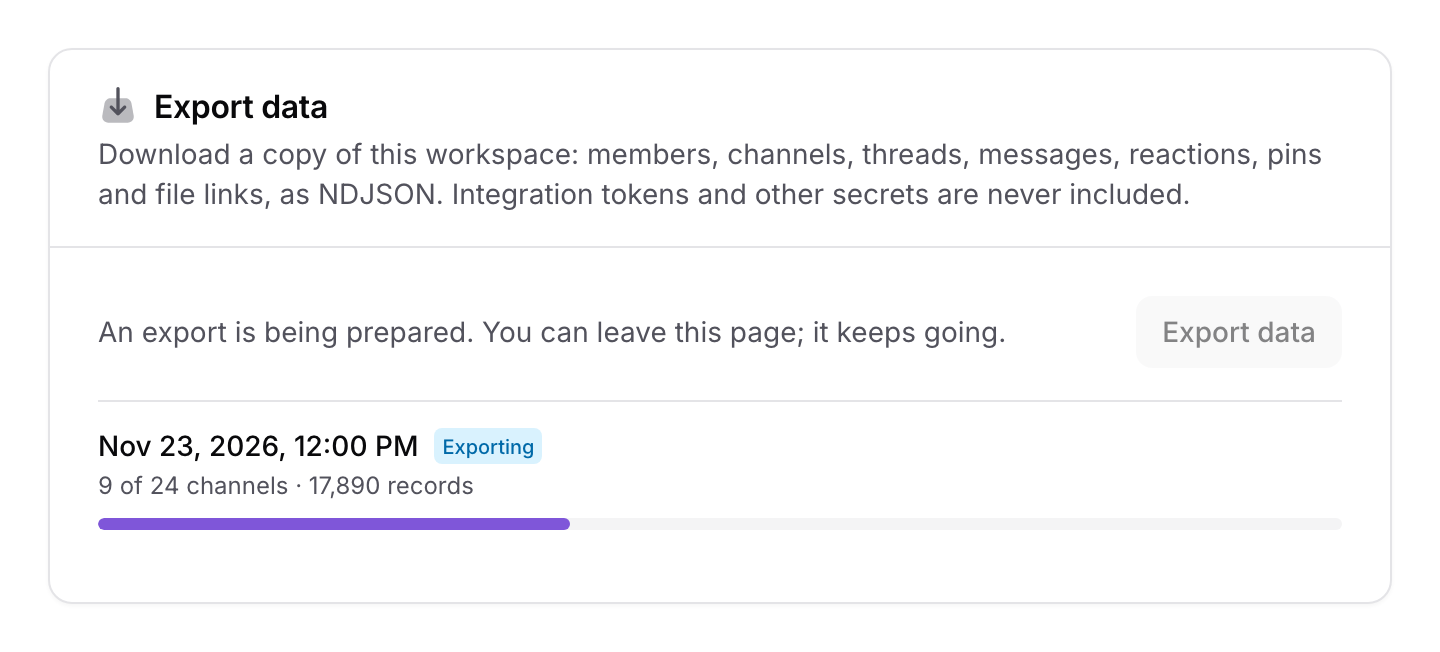 Export data
Download a copy of this workspace: members, channels, threads, messages, reactions, pins
and file links, as NDJSON. Integration tokens and other secrets are never included.
An export is being prepared. You can leave this page; it keeps going.
Export data
Nov 23, 2026, 12:00 PM
Exporting
9 of 24 channels · 17,890 records